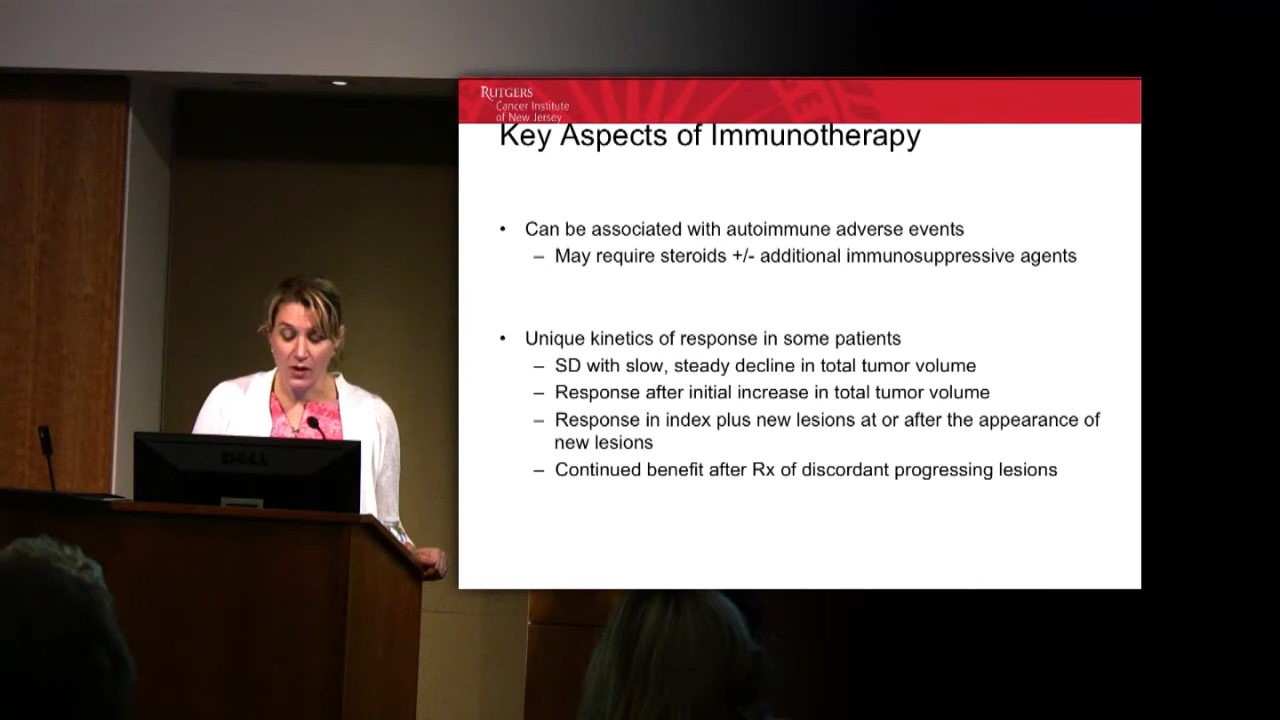 RUTGERS
Cancer Institute
of New Jersey
Key Aspects of Immunotherapy
• Can be associated with autoimmune adverse events
– May require steroids +/- additional immunosuppressive agents
• Unique kinetics of response in some patients
– SD with slow, steady decline in total tumor volume
– Response after initial increase in total tumor volume
– Response in index plus new lesions at or after the appearance of
new lesions
– Continued benefit after Rx of discordant progressing lesions
DELL